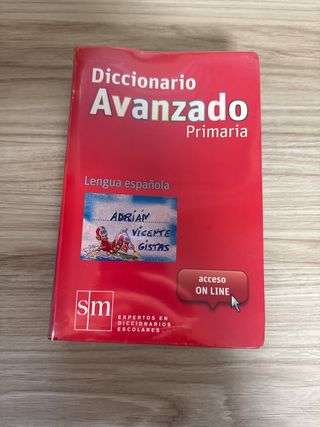 Diccionario
Avanzado
Primaria
Lengua española
ADRIÁN
VICENTE
GISTAS
acceso
ON LINE
sm
EXPERTOS EN
DICCIONARIOS
ESCOLARES